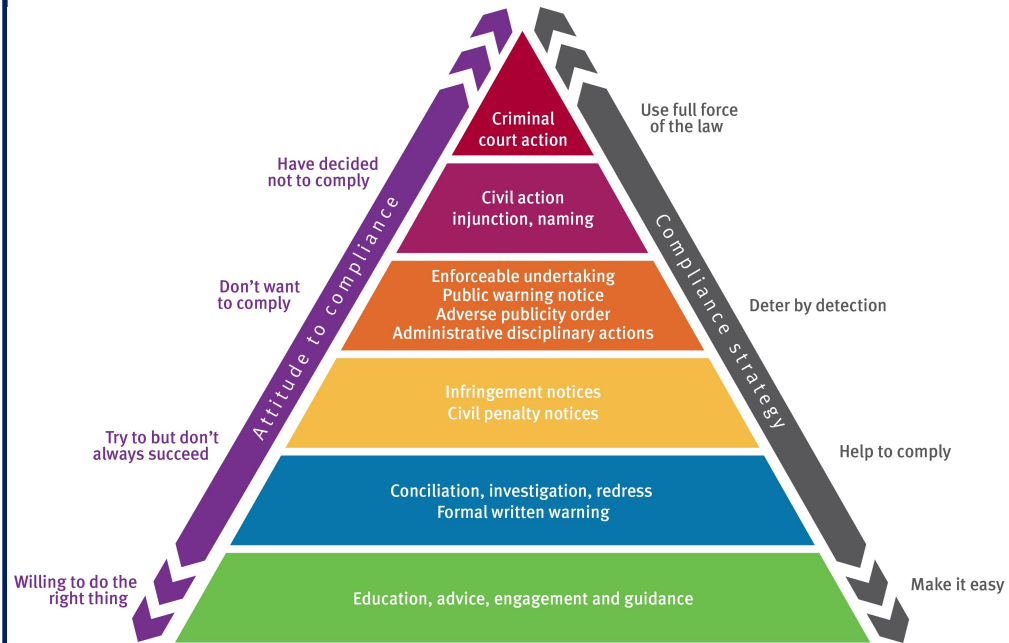 Criminal
court action
Use full force
of the law
Have decided
not to comply
Civil action
injunction, naming
Attitude to compliance
Compliance strategy
Don't want
to comply
Enforceable undertaking
Public warning notice
Adverse publicity order
Administrative disciplinary actions
Deter by detection
Infringement notices
Civil penalty notices
Try to but don't
always succeed
Help to comply
Conciliation, investigation, redress
Formal written warning
Willing to do the
right thing
Education, advice, engagement and guidance
Make it easy